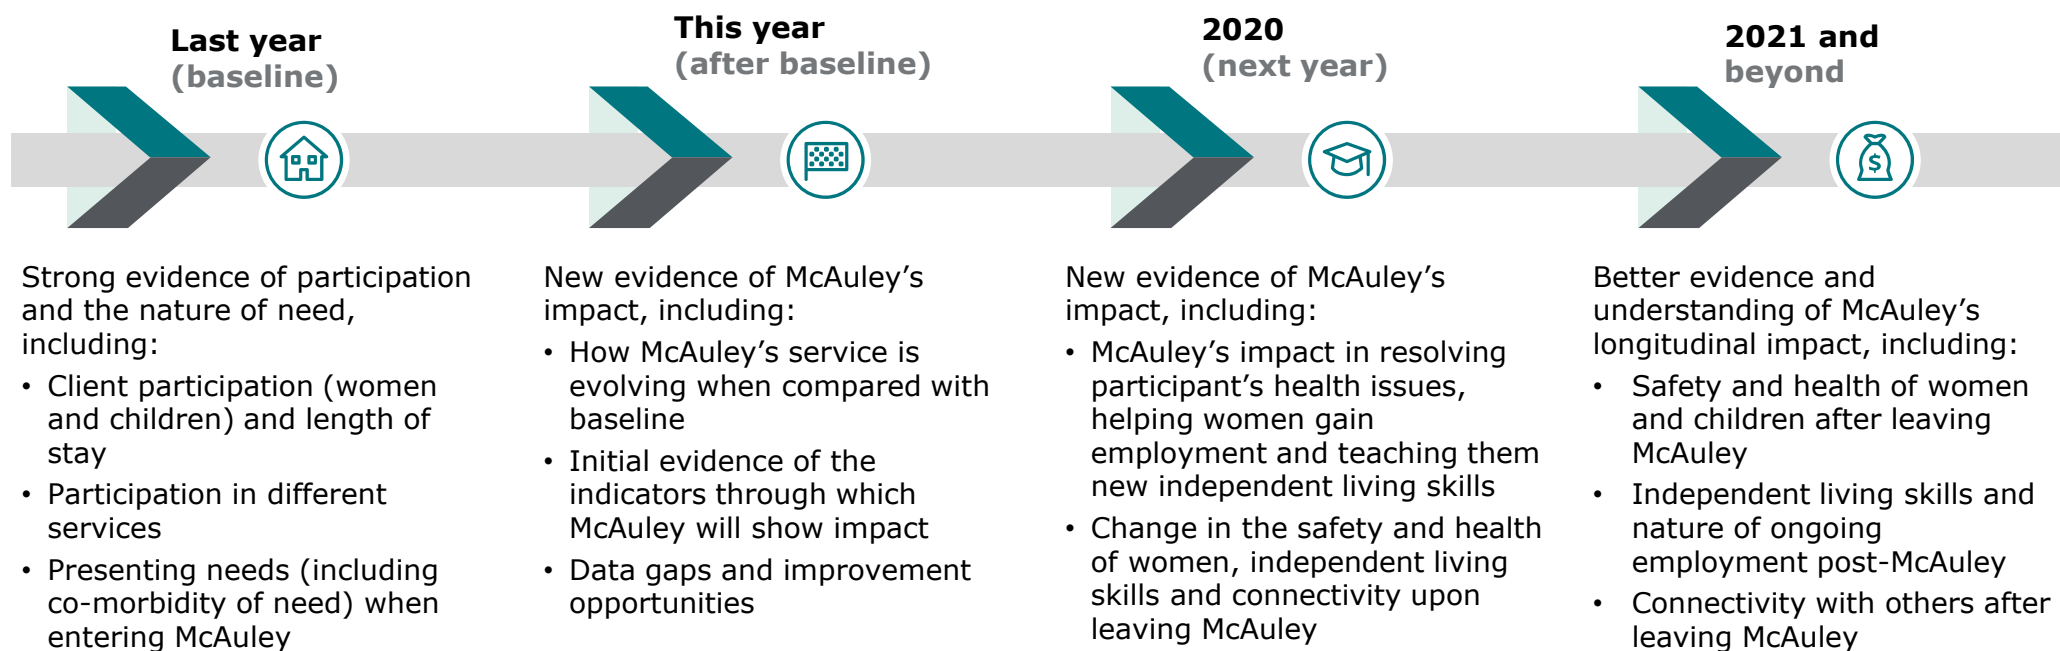 Last year
(baseline)
This year
(after baseline)
2020
(next year)
2021 and
beyond
$
Strong evidence of participation
and the nature of need,
including:
• Client participation (women
and children) and length of
stay
• Participation in different
services
• Presenting needs (including
co-morbidity of need) when
entering McAuley
New evidence of McAuley’s
impact, including:
• How McAuley’s service is
evolving when compared with
baseline
• Initial evidence of the
indicators through which
McAuley will show impact
• Data gaps and improvement
opportunities
New evidence of McAuley’s
impact, including:
• McAuley’s impact in resolving
participant’s health issues,
helping women gain
employment and teaching them
new independent living skills
• Change in the safety and health
of women, independent living
skills and connectivity upon
leaving McAuley
Better evidence and
understanding of McAuley’s
longitudinal impact, including:
• Safety and health of women
and children after leaving
McAuley
• Independent living skills and
nature of ongoing
employment post-McAuley
• Connectivity with others after
leaving McAuley